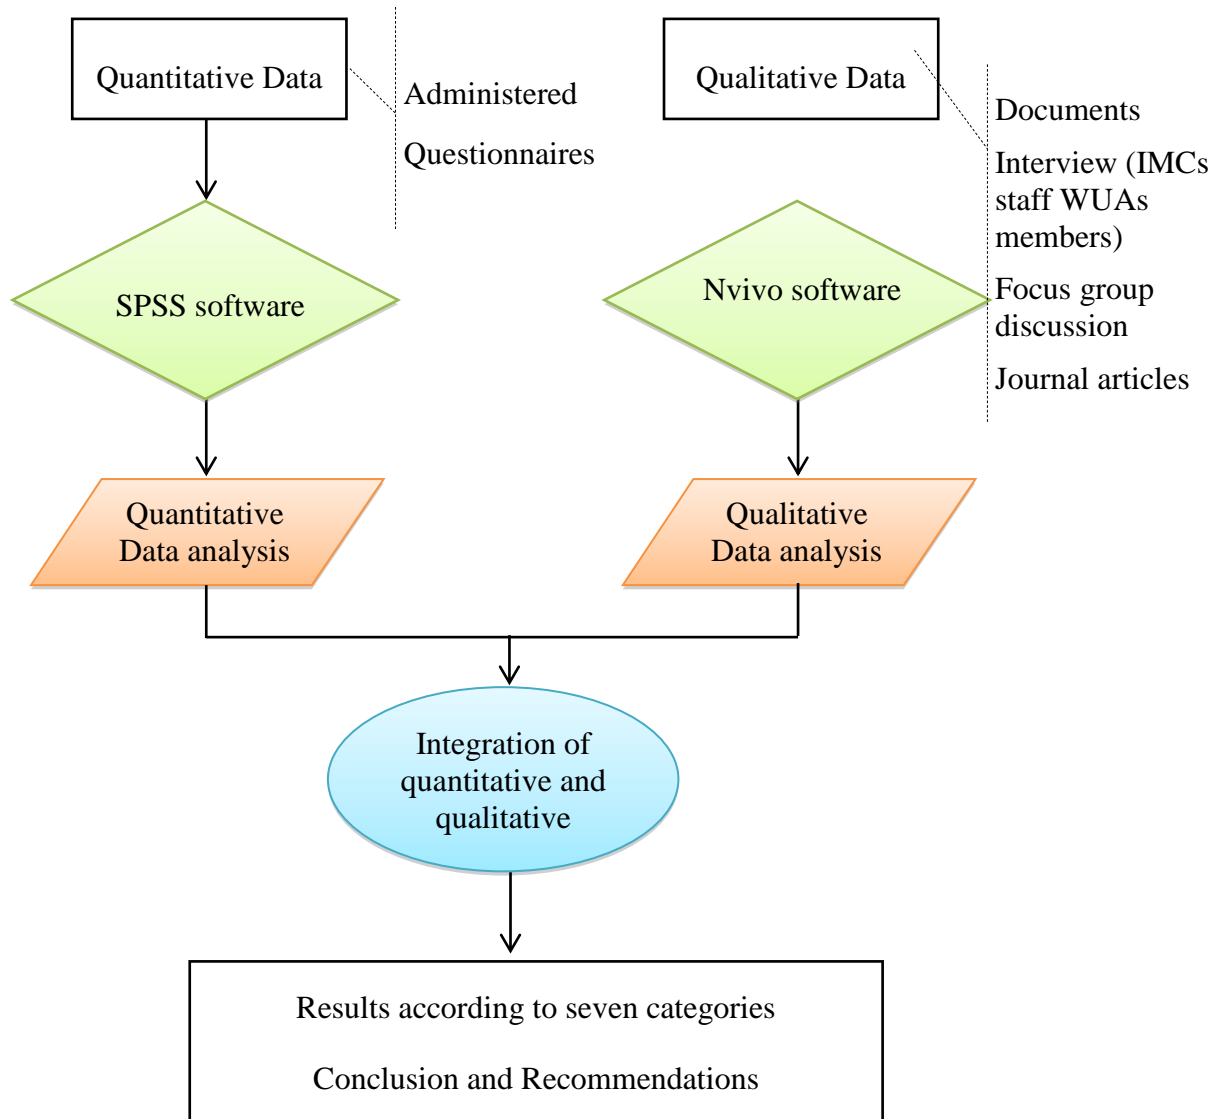 Quantitative Data
Administered
Questionnaires
Qualitative Data
Documents
Interview (IMCs
staff WUAs
members)
Focus group
discussion
Journal articles
SPSS software
Nvivo software
Quantitative
Data analysis
Qualitative
Data analysis
Integration of
quantitative and
qualitative
Results according to seven categories
Conclusion and Recommendations